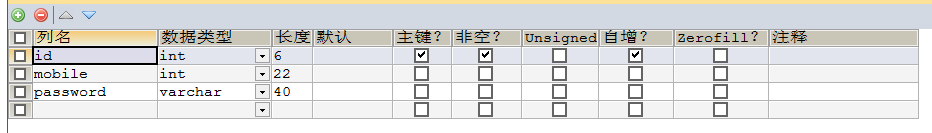 列名 数据类型 长度 默认 主键? 非空? Unsigned 自增? Zerofill? 注释
id int 6
mobile int 22
password varchar 40